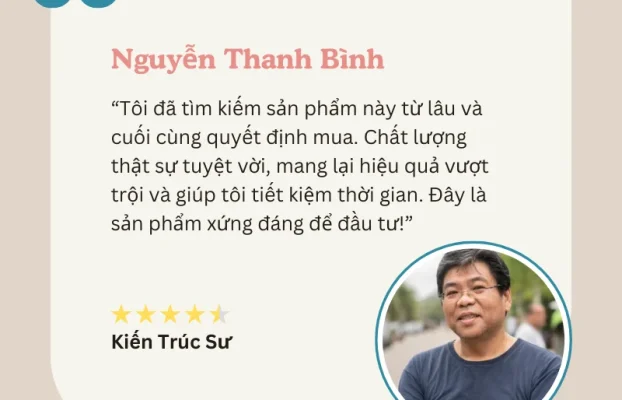 Nguyễn Thanh Bình
“Tôi đã tìm kiếm sản phẩm này từ lâu và
cuối cùng quyết định mua. Chất lượng
thật sự tuyệt vời, mang lại hiệu quả vượt
trội và giúp tôi tiết kiệm thời gian. Đây là
sản phẩm xứng đáng để đầu tư!”
Kiến Trúc Sư